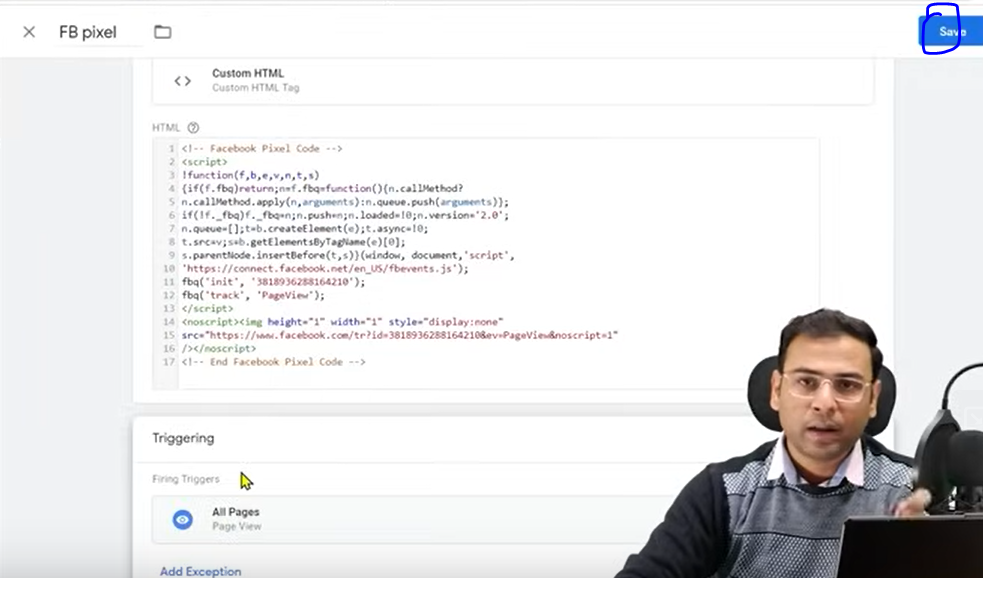 FB pixel
Save
Custom HTML
Custom HTML Tag
HTML
1 <!-- Facebook Pixel Code -->
2 <script>
3 !function(f,b,e,v,n,t,s)
4 {if(f.fbq)return;n=f.fbq=function(){n.callMethod?
5 n.callMethod.apply(n,arguments):n.queue.push(arguments)};
6 if(!f._fbq)f._fbq=n;n.push=n;n.loaded=!0;n.version='2.0';
7 n.queue=[];t=b.createElement(e);t.async=!0;
8 t.src=v;s=b.getElementsByTagName(e)[0];
9 s.parentNode.insertBefore(t,s)}(window, document,'script',
10 'https://connect.facebook.net/en_US/fbevents.js');
11 fbq('init', '3818936288164210');
12 fbq('track', 'PageView');
13 </script>
14 <noscript><img height="1" width="1" style="display:none"
15 src="https://www.facebook.com/tr?id=3818936288164210&ev=PageView&noscript=1"
16 /></noscript>
17 <!-- End Facebook Pixel Code -->
Triggering
Firing Triggers
All Pages
Page View
Add Exception